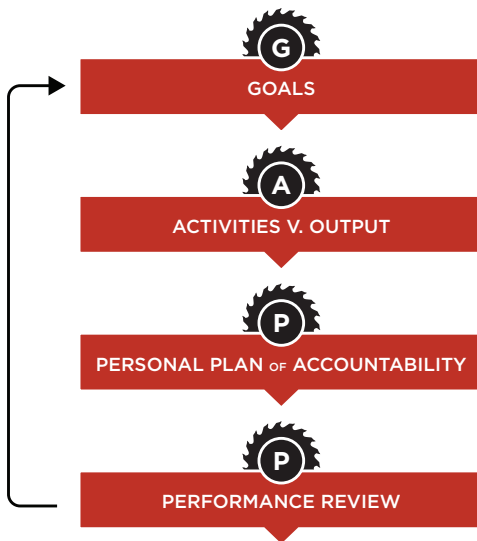 G
GOALS
A
ACTIVITIES V. OUTPUT
P
PERSONAL PLAN OF ACCOUNTABILITY
P
PERFORMANCE REVIEW